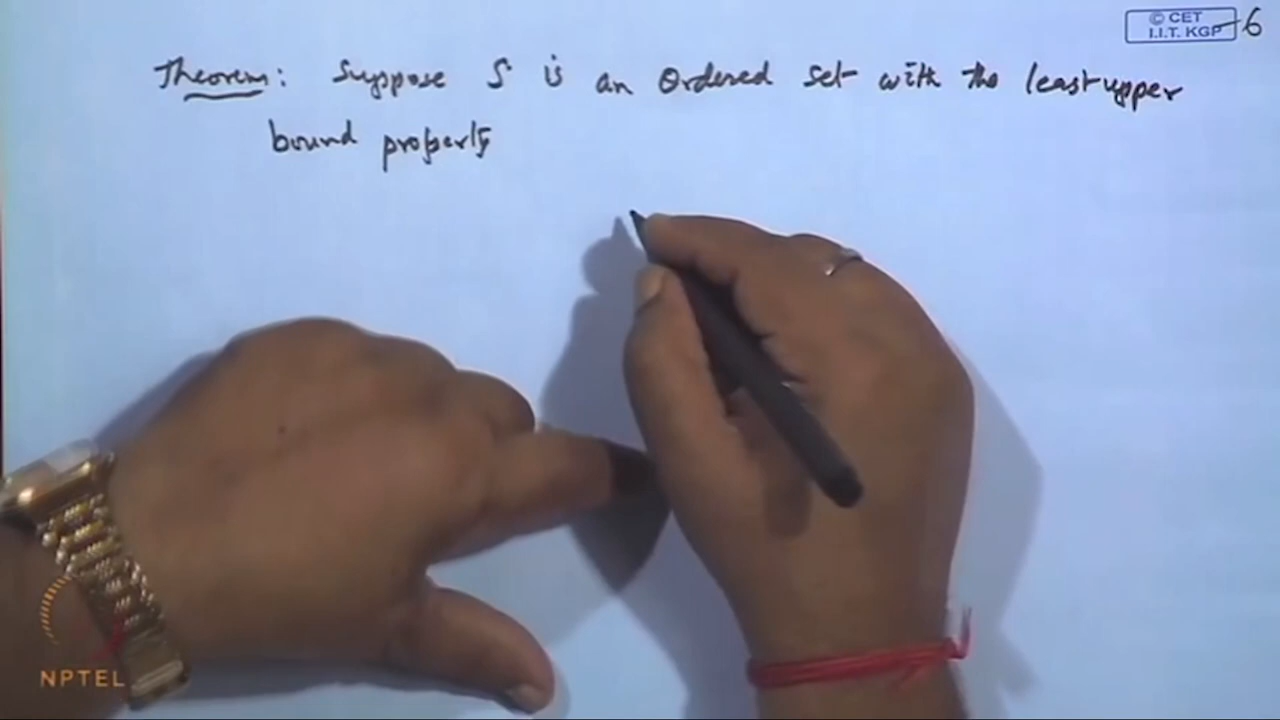 © CET
I.I.T. KGP
6
Theorem: Suppose S is an Ordered set with the least upper
bound property
NPTEL